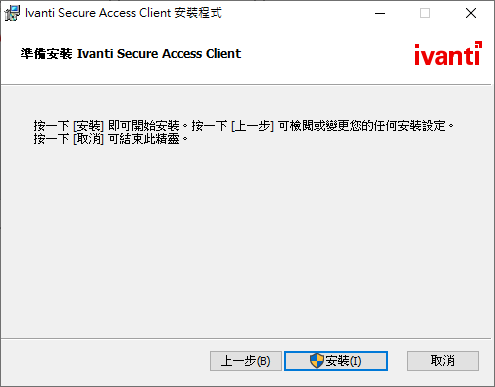 Ivanti Secure Access Client 安裝程式
準備安裝 Ivanti Secure Access Client
ivanti
按一下 [安裝] 即可開始安裝。按一下 [上一步] 可檢閱或變更您的任何安裝設定。
按一下 [取消] 可結束此精靈。
上一步(B)
安裝(I)
取消